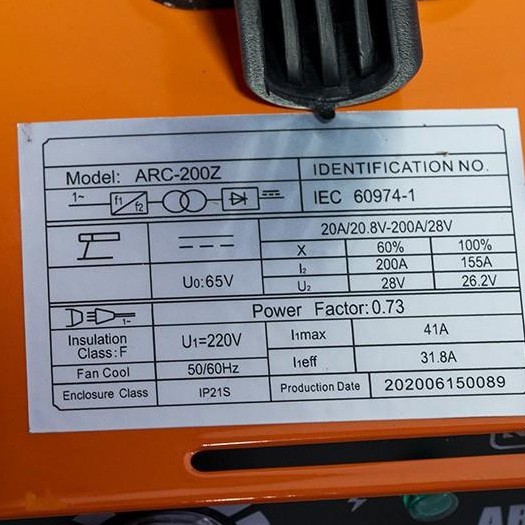 Model: ARC-200Z
IDENTIFICATION NO.
1~ f1 f2
IEC 60974-1
20A/20.8V-200A/28V
X 60% 100%
I2 200A 155A
U0:65V
U2 28V 26.2V
1~
Power Factor:0.73
Insulation Class:F
U1=220V
I1max 41A
Fan Cool
50/60Hz
I1eff 31.8A
Enclosure Class
IP21S
Production Date
202006150089